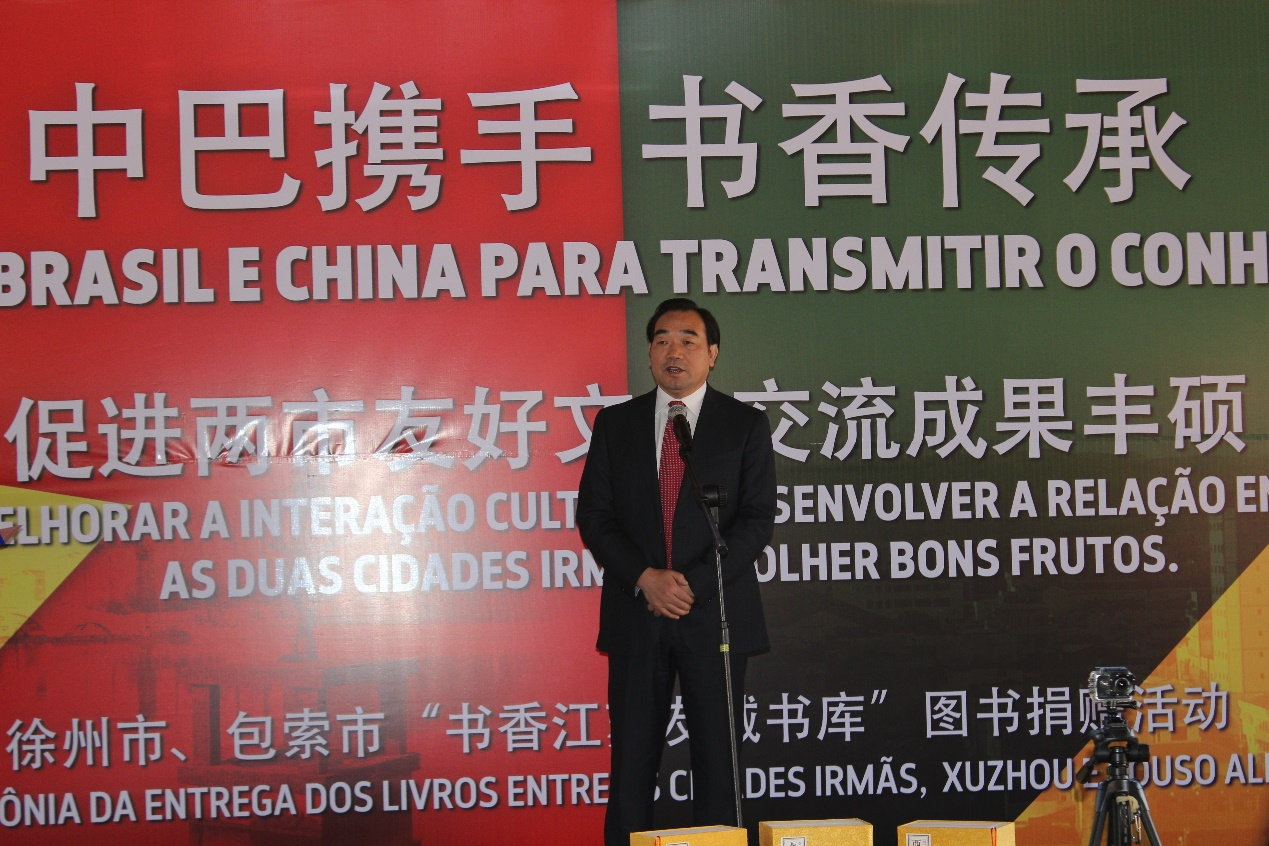 中巴携手 书香传承
BRASIL E CHINA PARA TRANSMITIR O CONH
促进两市友好文 交流成果丰硕
ELHORAR A INTERAÇÃO CULT SENVOLVER A RELAÇÃO EN
AS DUAS CIDADES IRM OLHER BONS FRUTOS.
徐州市、包索市“书香江 友 城书库”图书捐 活动
ÔNIA DA ENTREGA DOS LIVROS ENTRE S CIDADES IRMÃS, XUZHOU E OUSO AL